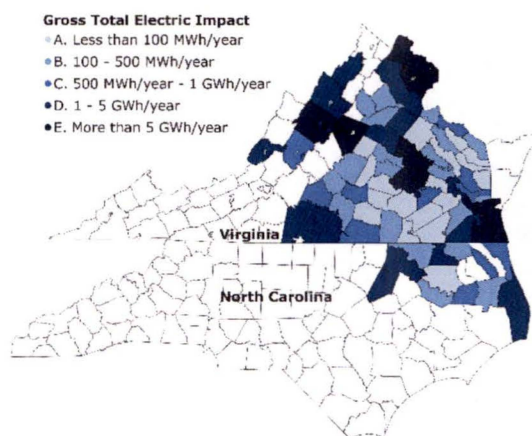 Gross Total Electric Impact
A. Less than 100 MWh/year
B. 100 - 500 MWh/year
C. 500 MWh/year - 1 GWh/year
D. 1 - 5 GWh/year
E. More than 5 GWh/year
Virginia
North Carolina